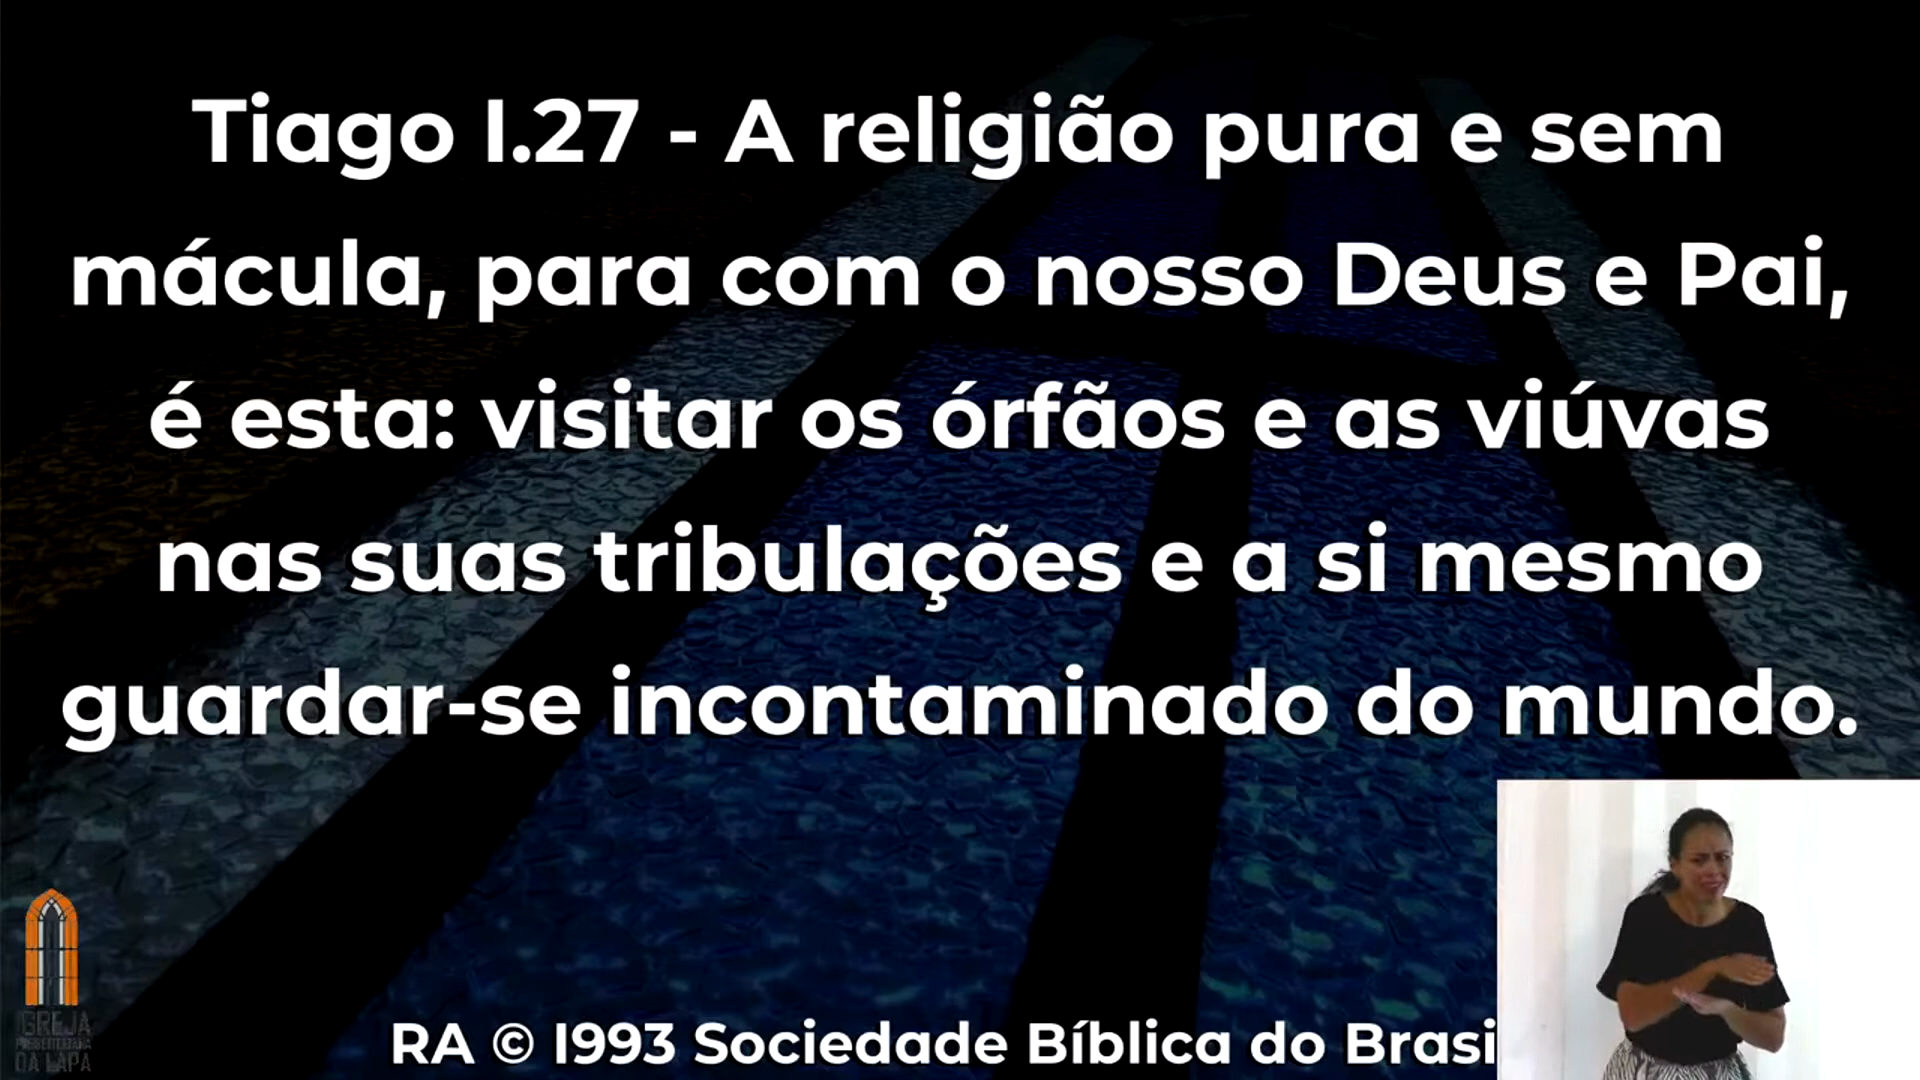 Tiago 1.27 - A religião pura e sem
mácula, para com o nosso Deus e Pai,
é esta: visitar os órfãos e as viúvas
nas suas tribulações e a si mesmo
guardar-se incontaminado do mundo.
RA © 1993 Sociedade Bíblica do Brasi
IGREJA
PRESBITERIANA
DA LAPA